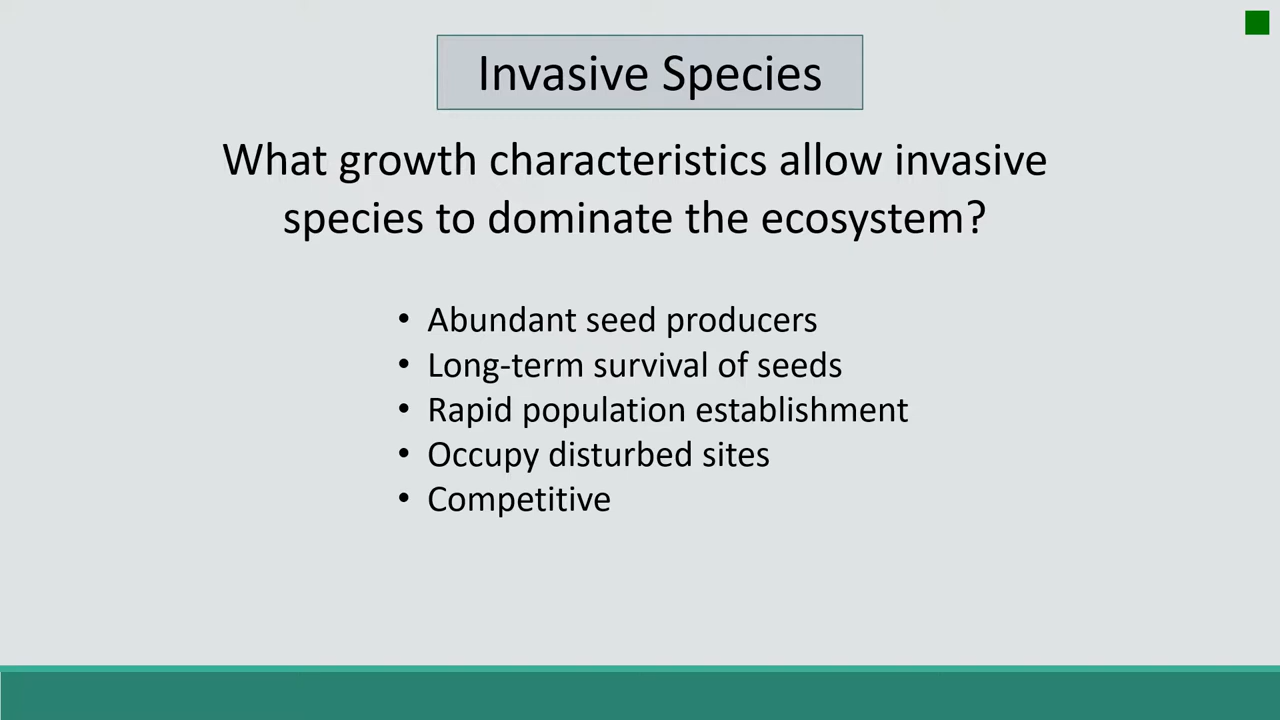 Invasive Species
What growth characteristics allow invasive
species to dominate the ecosystem?
• Abundant seed producers
• Long-term survival of seeds
• Rapid population establishment
• Occupy disturbed sites
• Competitive